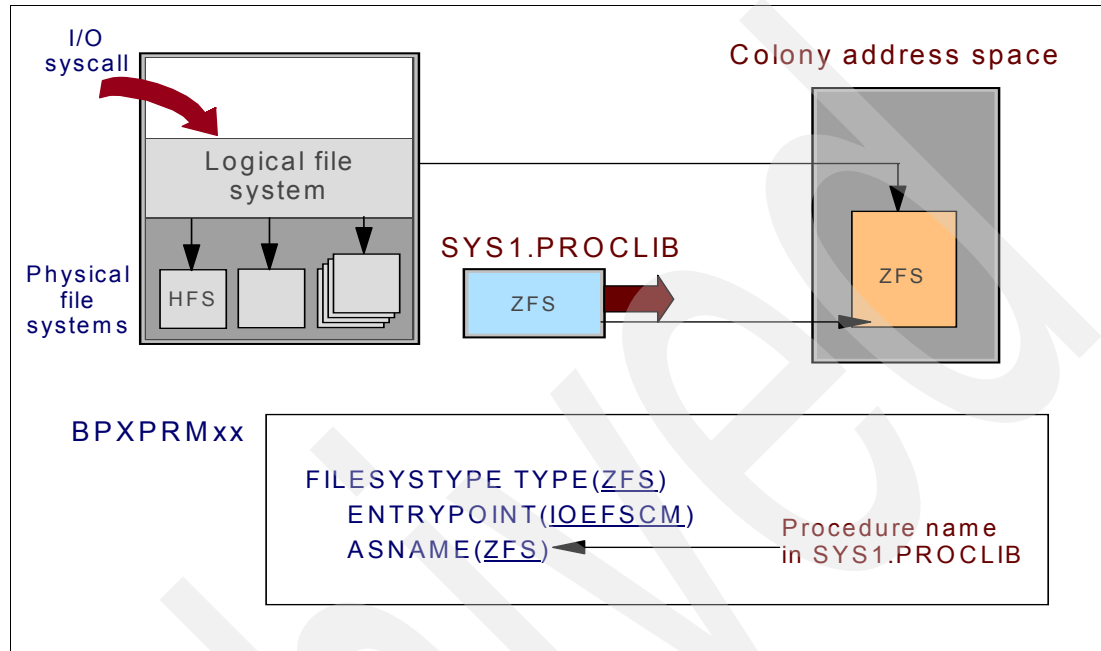 I/O
syscall
Colony address space
Logical file
system
SYS1.PROCLIB
Physical
file
systems
HFS
ZFS
ZFS
BPXPRMxx
FILESYSTYPE TYPE(ZFS)
ENTRYPOINT(IOEFSCM)
ASNAME(ZFS)
Procedure name
in SYS1.PROCLIB